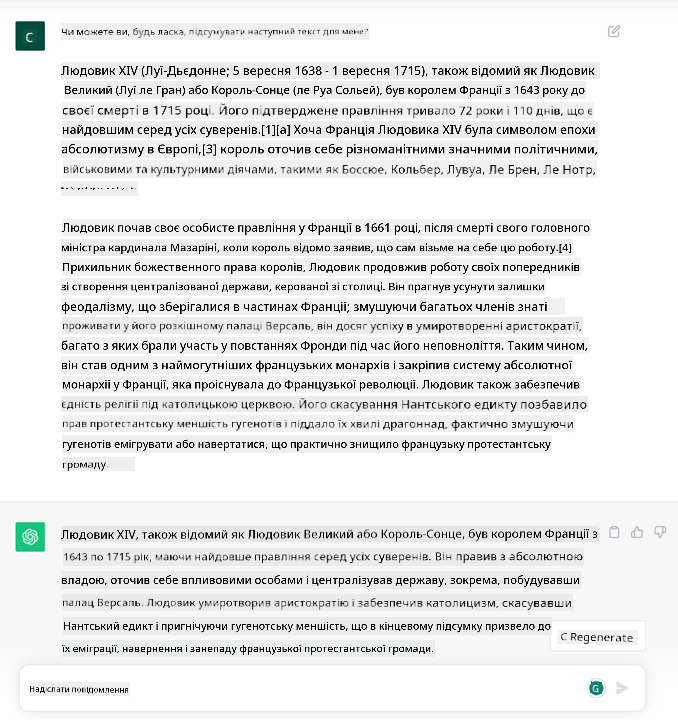 C
Чи можете ви, будь ласка, підсумувати наступний текст для мене?
Людовик XIV (Луї-Дьєдонне; 5 вересня 1638 - 1 вересня 1715), також відомий як Людовик
Великий (Луї ле Гран) або Король-Сонце (ле Руа Сольей), був королем Франції з 1643 року до
своєї смерті в 1715 році. Його підтверджене правління тривало 72 роки і 110 днів, що є
найдовшим серед усіх суверенів.[1][a] Хоча Франція Людовика XIV була символом епохи
абсолютизму в Європі,[3] король оточив себе різноманітними значними політичними,
військовими та культурними діячами, такими як Боссюе, Кольбер, Лувуа, Ле Брен, Ле Нотр,
Людовик почав своє особисте правління у Франції в 1661 році, після смерті свого головного
міністра кардинала Мазаріні, коли король відомо заявив, що сам візьме на себе цю роботу.[4]
Прихильник божественного права королів, Людовик продовжив роботу своїх попередників
зі створення централізованої держави, керованої зі столиці. Він прагнув усунути залишки
феодалізму, що зберігалися в частинах Франції; змушуючи багатьох членів знаті
проживати у його розкішному палаці Версаль, він досяг успіху в умиротворенні аристократії,
багато з яких брали участь у повстаннях Фронди під час його неповноліття. Таким чином,
він став одним з наймогутніших французьких монархів і закріпив систему абсолютної
монархії у Франції, яка проіснувала до Французької революції. Людовик також забезпечив
єдність релігії під католицькою церквою. Його скасування Нантського едикту позбавило
прав протестантську меншість гугенотів і піддало їх хвилі драгоннад, фактично змушуючи
гугенотів емігрувати або навертатися, що практично знищило французьку протестантську
громаду.
Людовик XIV, також відомий як Людовик Великий або Король-Сонце, був королем Франції з
1643 по 1715 рік, маючи найдовше правління серед усіх суверенів. Він правив з абсолютною
владою, оточив себе впливовими особами і централізував державу, зокрема, побудувавши
палац Версаль. Людовик умиротворив аристократію і забезпечив католицизм, скасувавши
Нантський едикт і пригнічуючи гугенотську меншість, що в кінцевому підсумку призвело до
їх еміграції, навернення і занепаду французької протестантської громади.
C Regenerate
Надіслати повідомлення
G